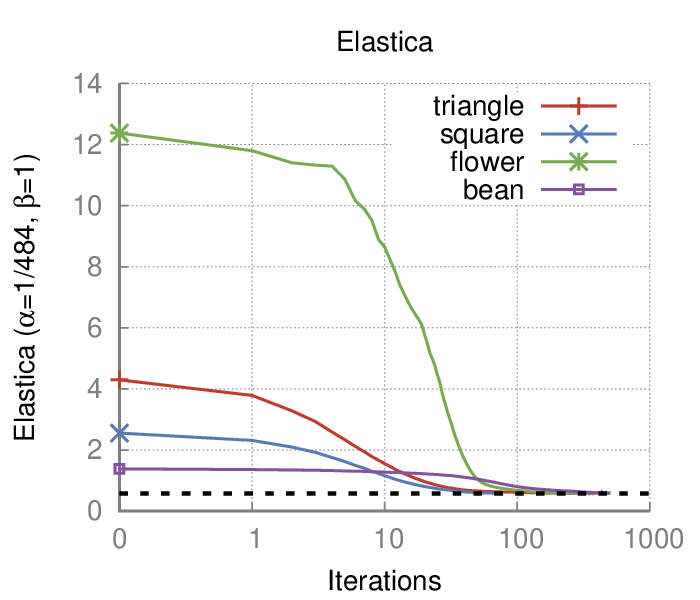 Elastica
14
12
10
8
6
4
2
0
Elastica (α=1/484, β=1)
triangle
square
flower
bean
0 1 10 100 1000
Iterations